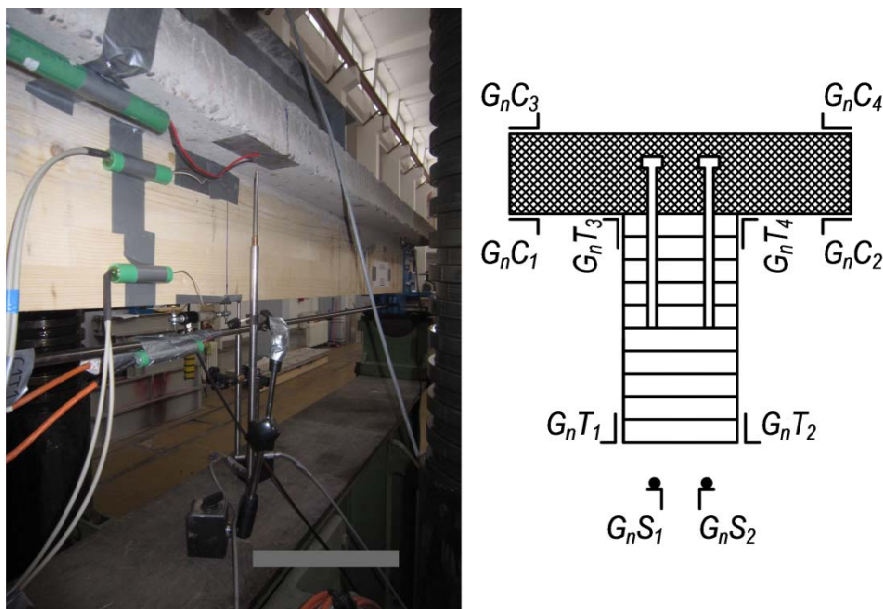 GₙC₃ GₙC₄
GₙC₁ GₙT₃ GₙT₄ GₙC₂
GₙT₁ GₙT₂
GₙS₁ GₙS₂